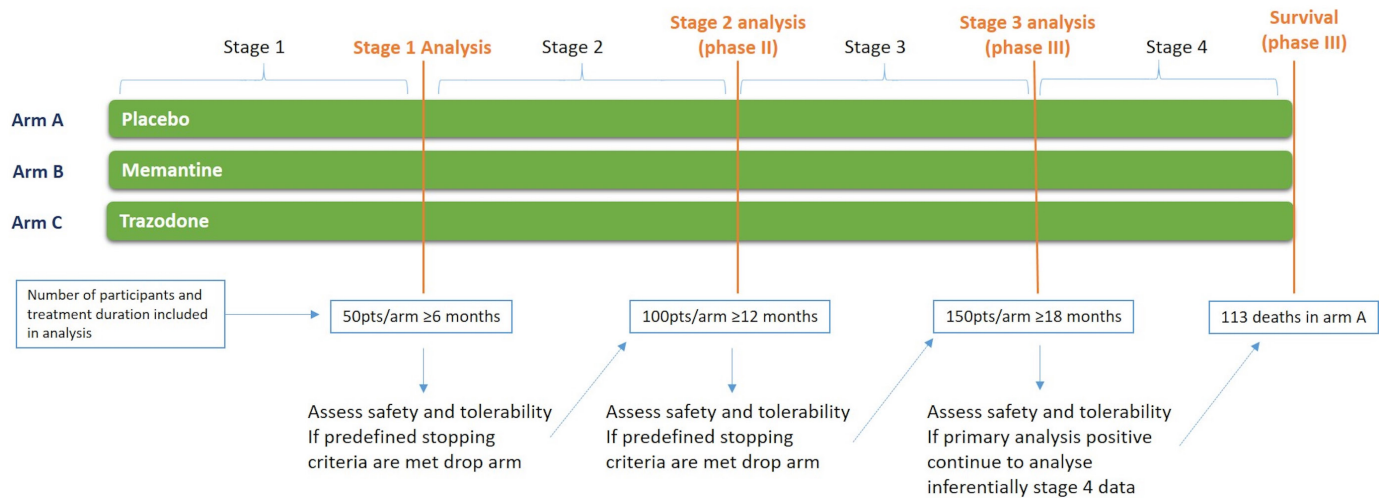 Stage 1
Stage 1 Analysis
Stage 2
Stage 2 analysis
(phase II)
Stage 3
Stage 3 analysis
(phase III)
Stage 4
Survival
(phase III)
Arm A
Placebo
Arm B
Memantine
Arm C
Trazodone
Number of participants and
treatment duration included
in analysis
50pts/arm ≥6 months
100pts/arm ≥12 months
150pts/arm ≥18 months
113 deaths in arm A
Assess safety and tolerability
If predefined stopping
criteria are met drop arm
Assess safety and tolerability
If predefined stopping
criteria are met drop arm
Assess safety and tolerability
If primary analysis positive
continue to analyse
inferentially stage 4 data